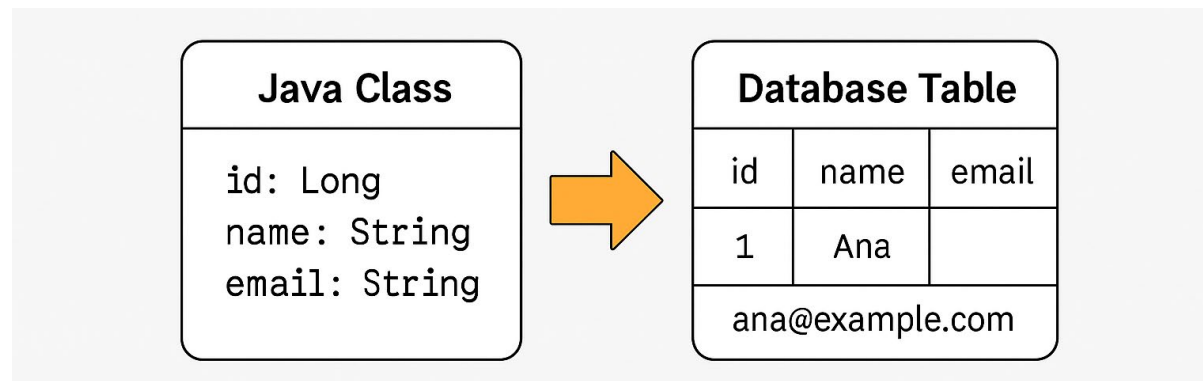 Java Class
id: Long
name: String
email: String
Database Table
id name email
1 Ana
ana@example.com